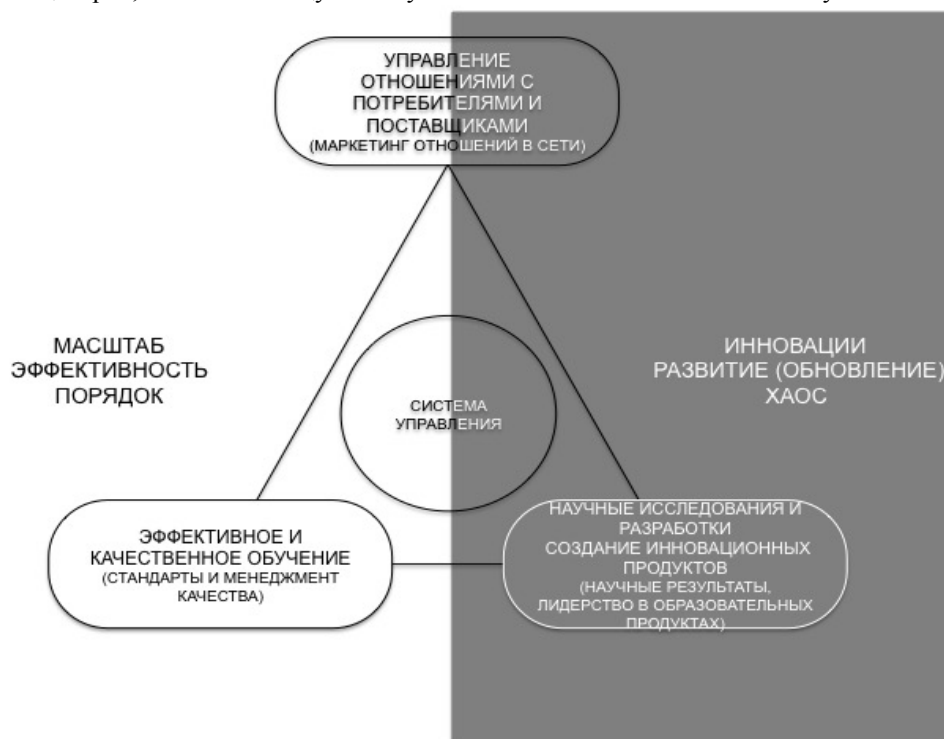 УПРАВЛЕНИЕ
ОТНОШЕНИЯМИ С
ПОТРЕБИТЕЛЯМИ И
ПОСТАВЩИКАМИ
(МАРКЕТИНГ ОТНОШЕНИЙ В СЕТИ)
МАСШТАБ
ЭФФЕКТИВНОСТЬ
ПОРЯДОК
ИННОВАЦИИ
РАЗВИТИЕ (ОБНОВЛЕНИЕ)
ХАОС
СИСТЕМА
УПРАВЛЕНИЯ
ЭФФЕКТИВНОЕ И
КАЧЕСТВЕННОЕ ОБУЧЕНИЕ
(СТАНДАРТЫ И МЕНЕДЖМЕНТ
КАЧЕСТВА)
НАУЧНЫЕ ИССЛЕДОВАНИЯ И
РАЗРАБОТКИ
СОЗДАНИЕ ИННОВАЦИОННЫХ
ПРОДУКТОВ
(НАУЧНЫЕ РЕЗУЛЬТАТЫ,
ЛИДЕРСТВО В ОБРАЗОВАТЕЛЬНЫХ
ПРОДУКТАХ)